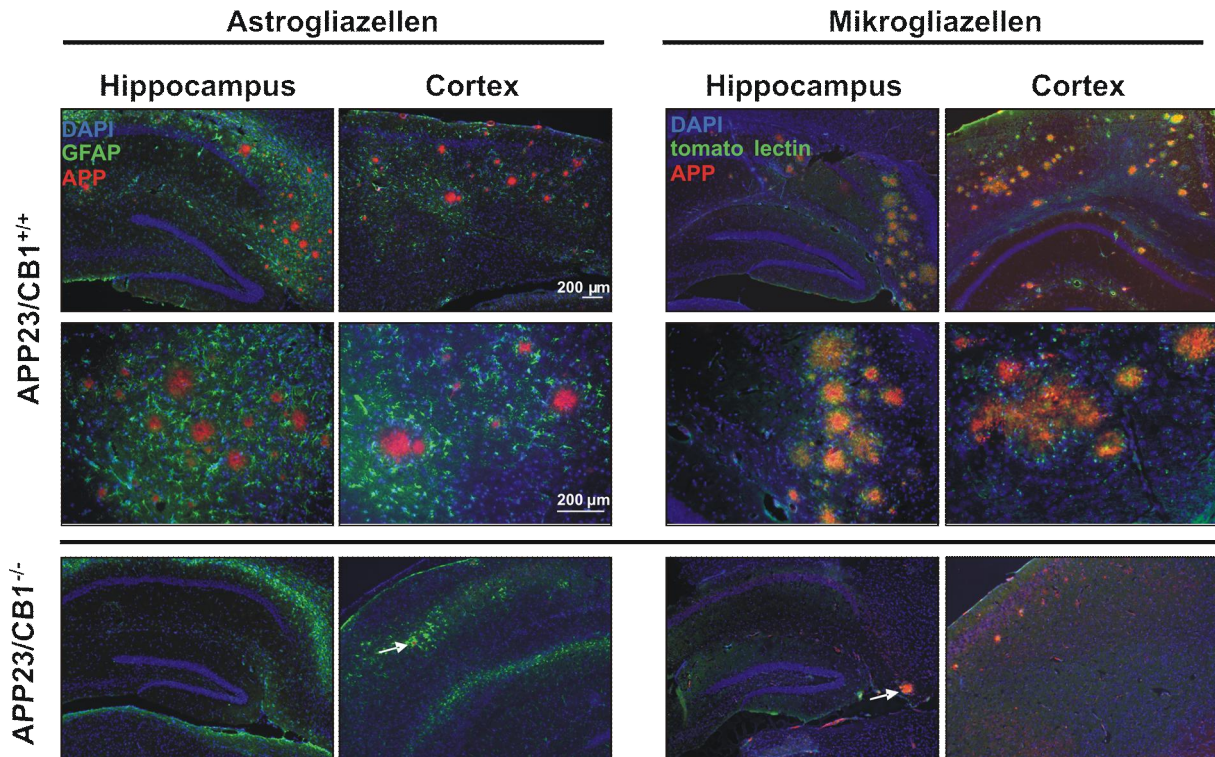 Astrogliazellen
Mikrogliazellen
Hippocampus
Cortex
Hippocampus
Cortex
APP23/CB1+/+
DAPI
GFAP
APP
200 µm
DAPI
tomato lectin
APP
200 µm
APP23/CB1-/-